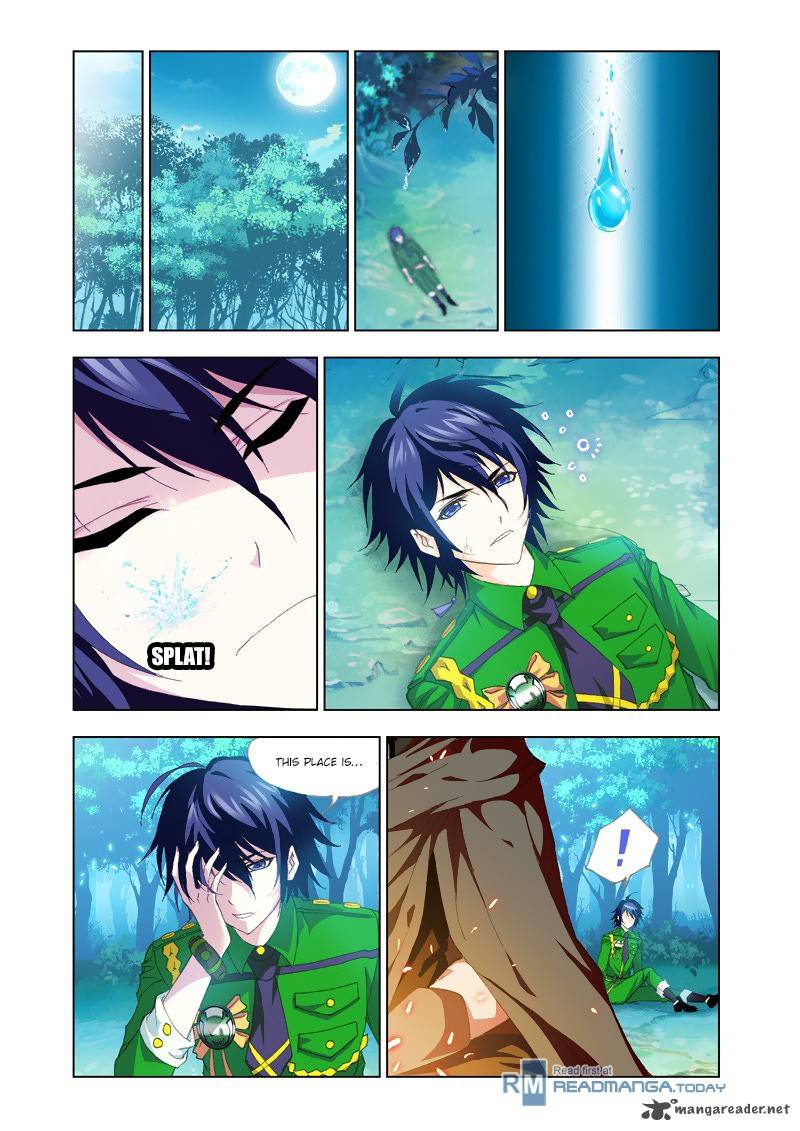 SPLAT!
THIS PLACE IS...
!
RM
Read first at
READMANGA.TODAY
mangareader.net